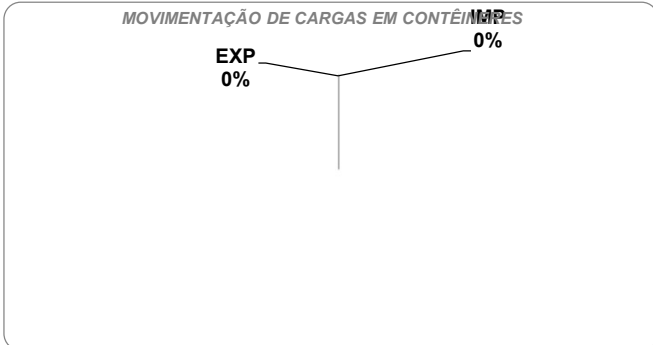 MOVIMENTAÇÃO DE CARGAS EM CONTÊINERES
IMP
0%
EXP
0%